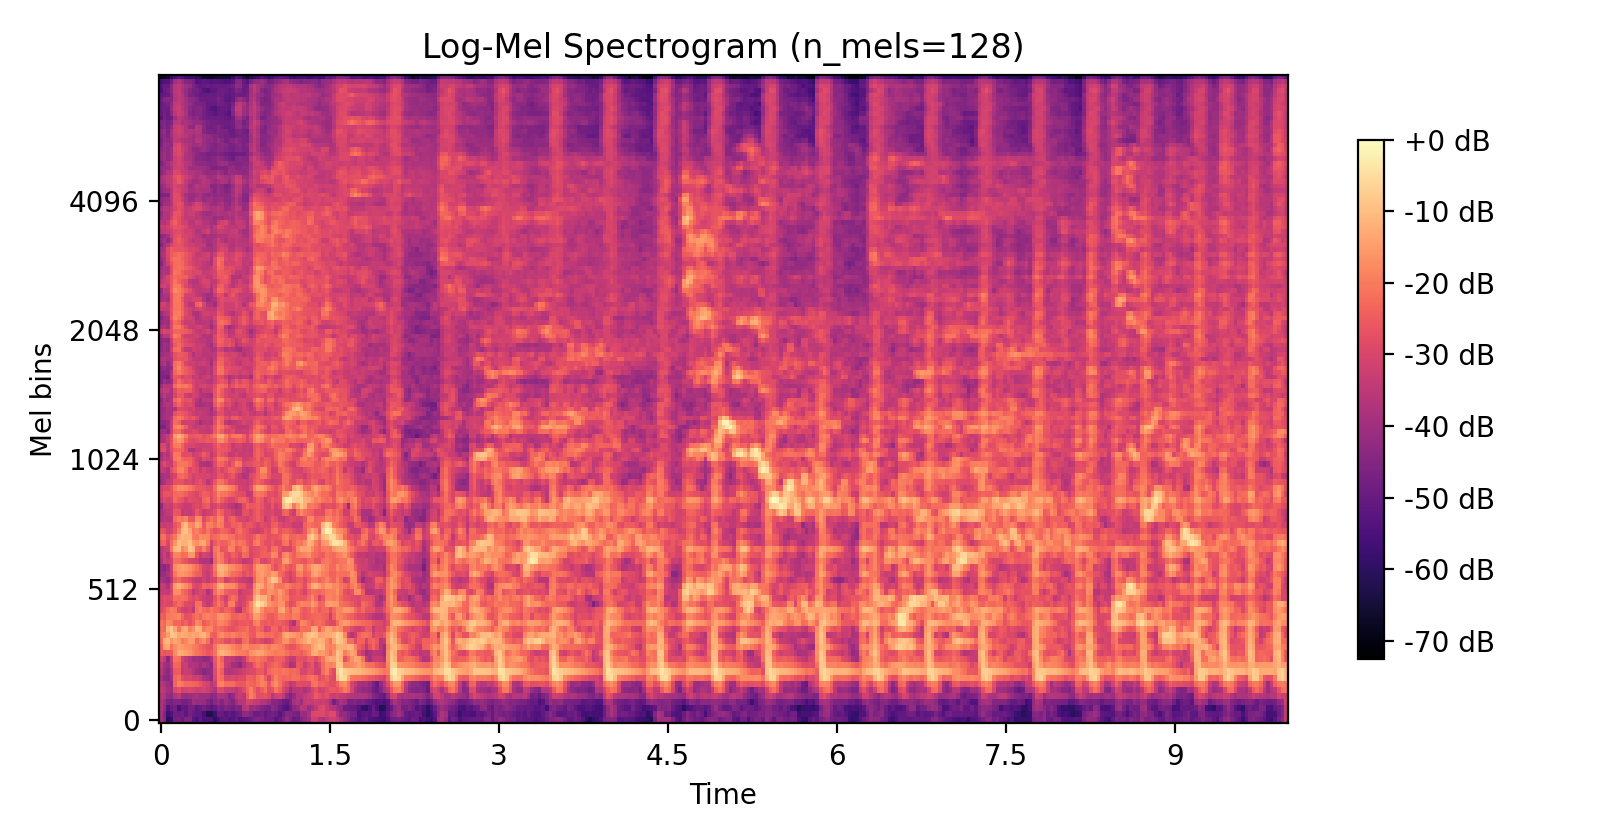 Log-Mel Spectrogram (n_mels=128)
+0 dB
-10 dB
-20 dB
-30 dB
-40 dB
-50 dB
-60 dB
-70 dB
Mel bins
4096
2048
1024
512
0
0 1.5 3 4.5 6 7.5 9
Time